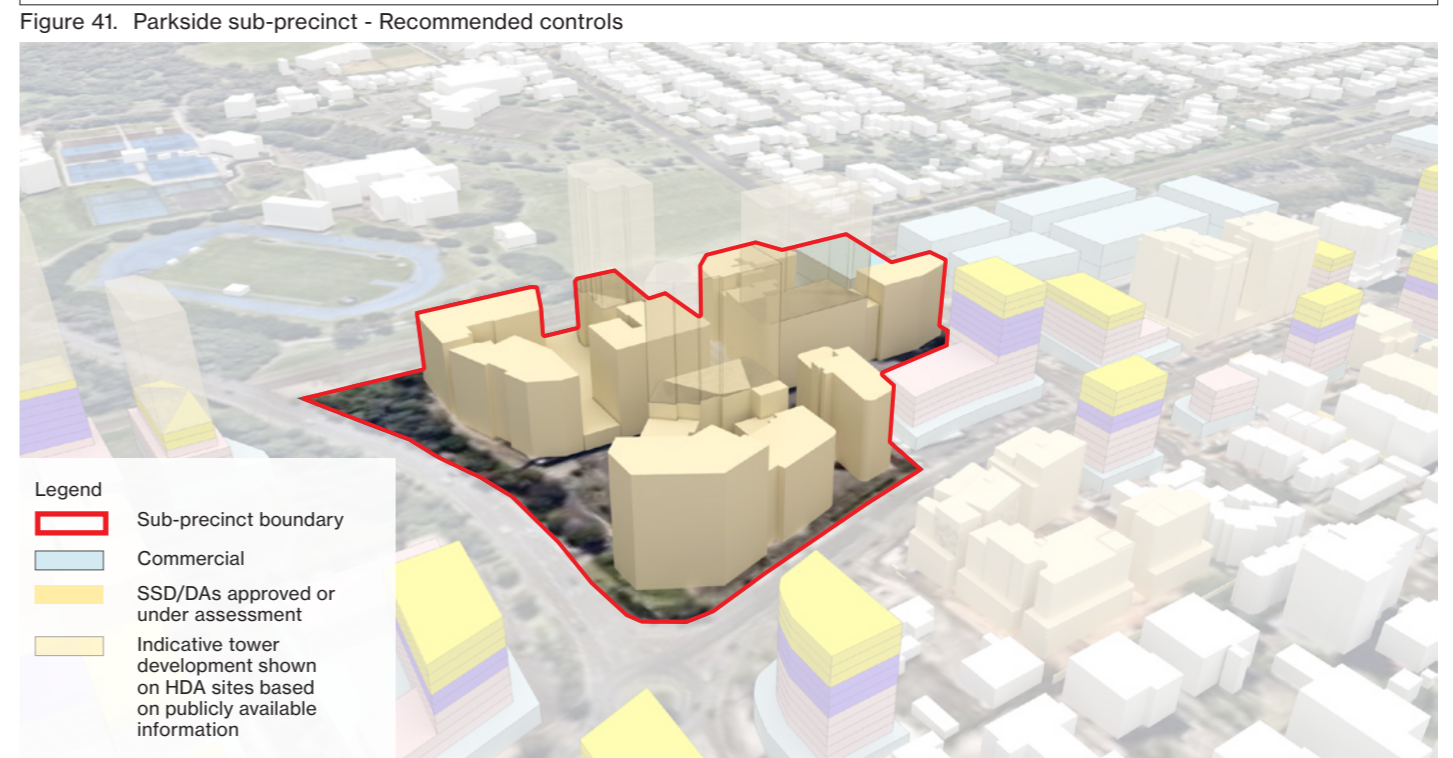 Figure 41. Parkside sub-precinct - Recommended controls
Legend
Sub-precinct boundary
Commercial
SSD/DAs approved or
under assessment
Indicative tower
development shown
on HDA sites based
on publicly available
information